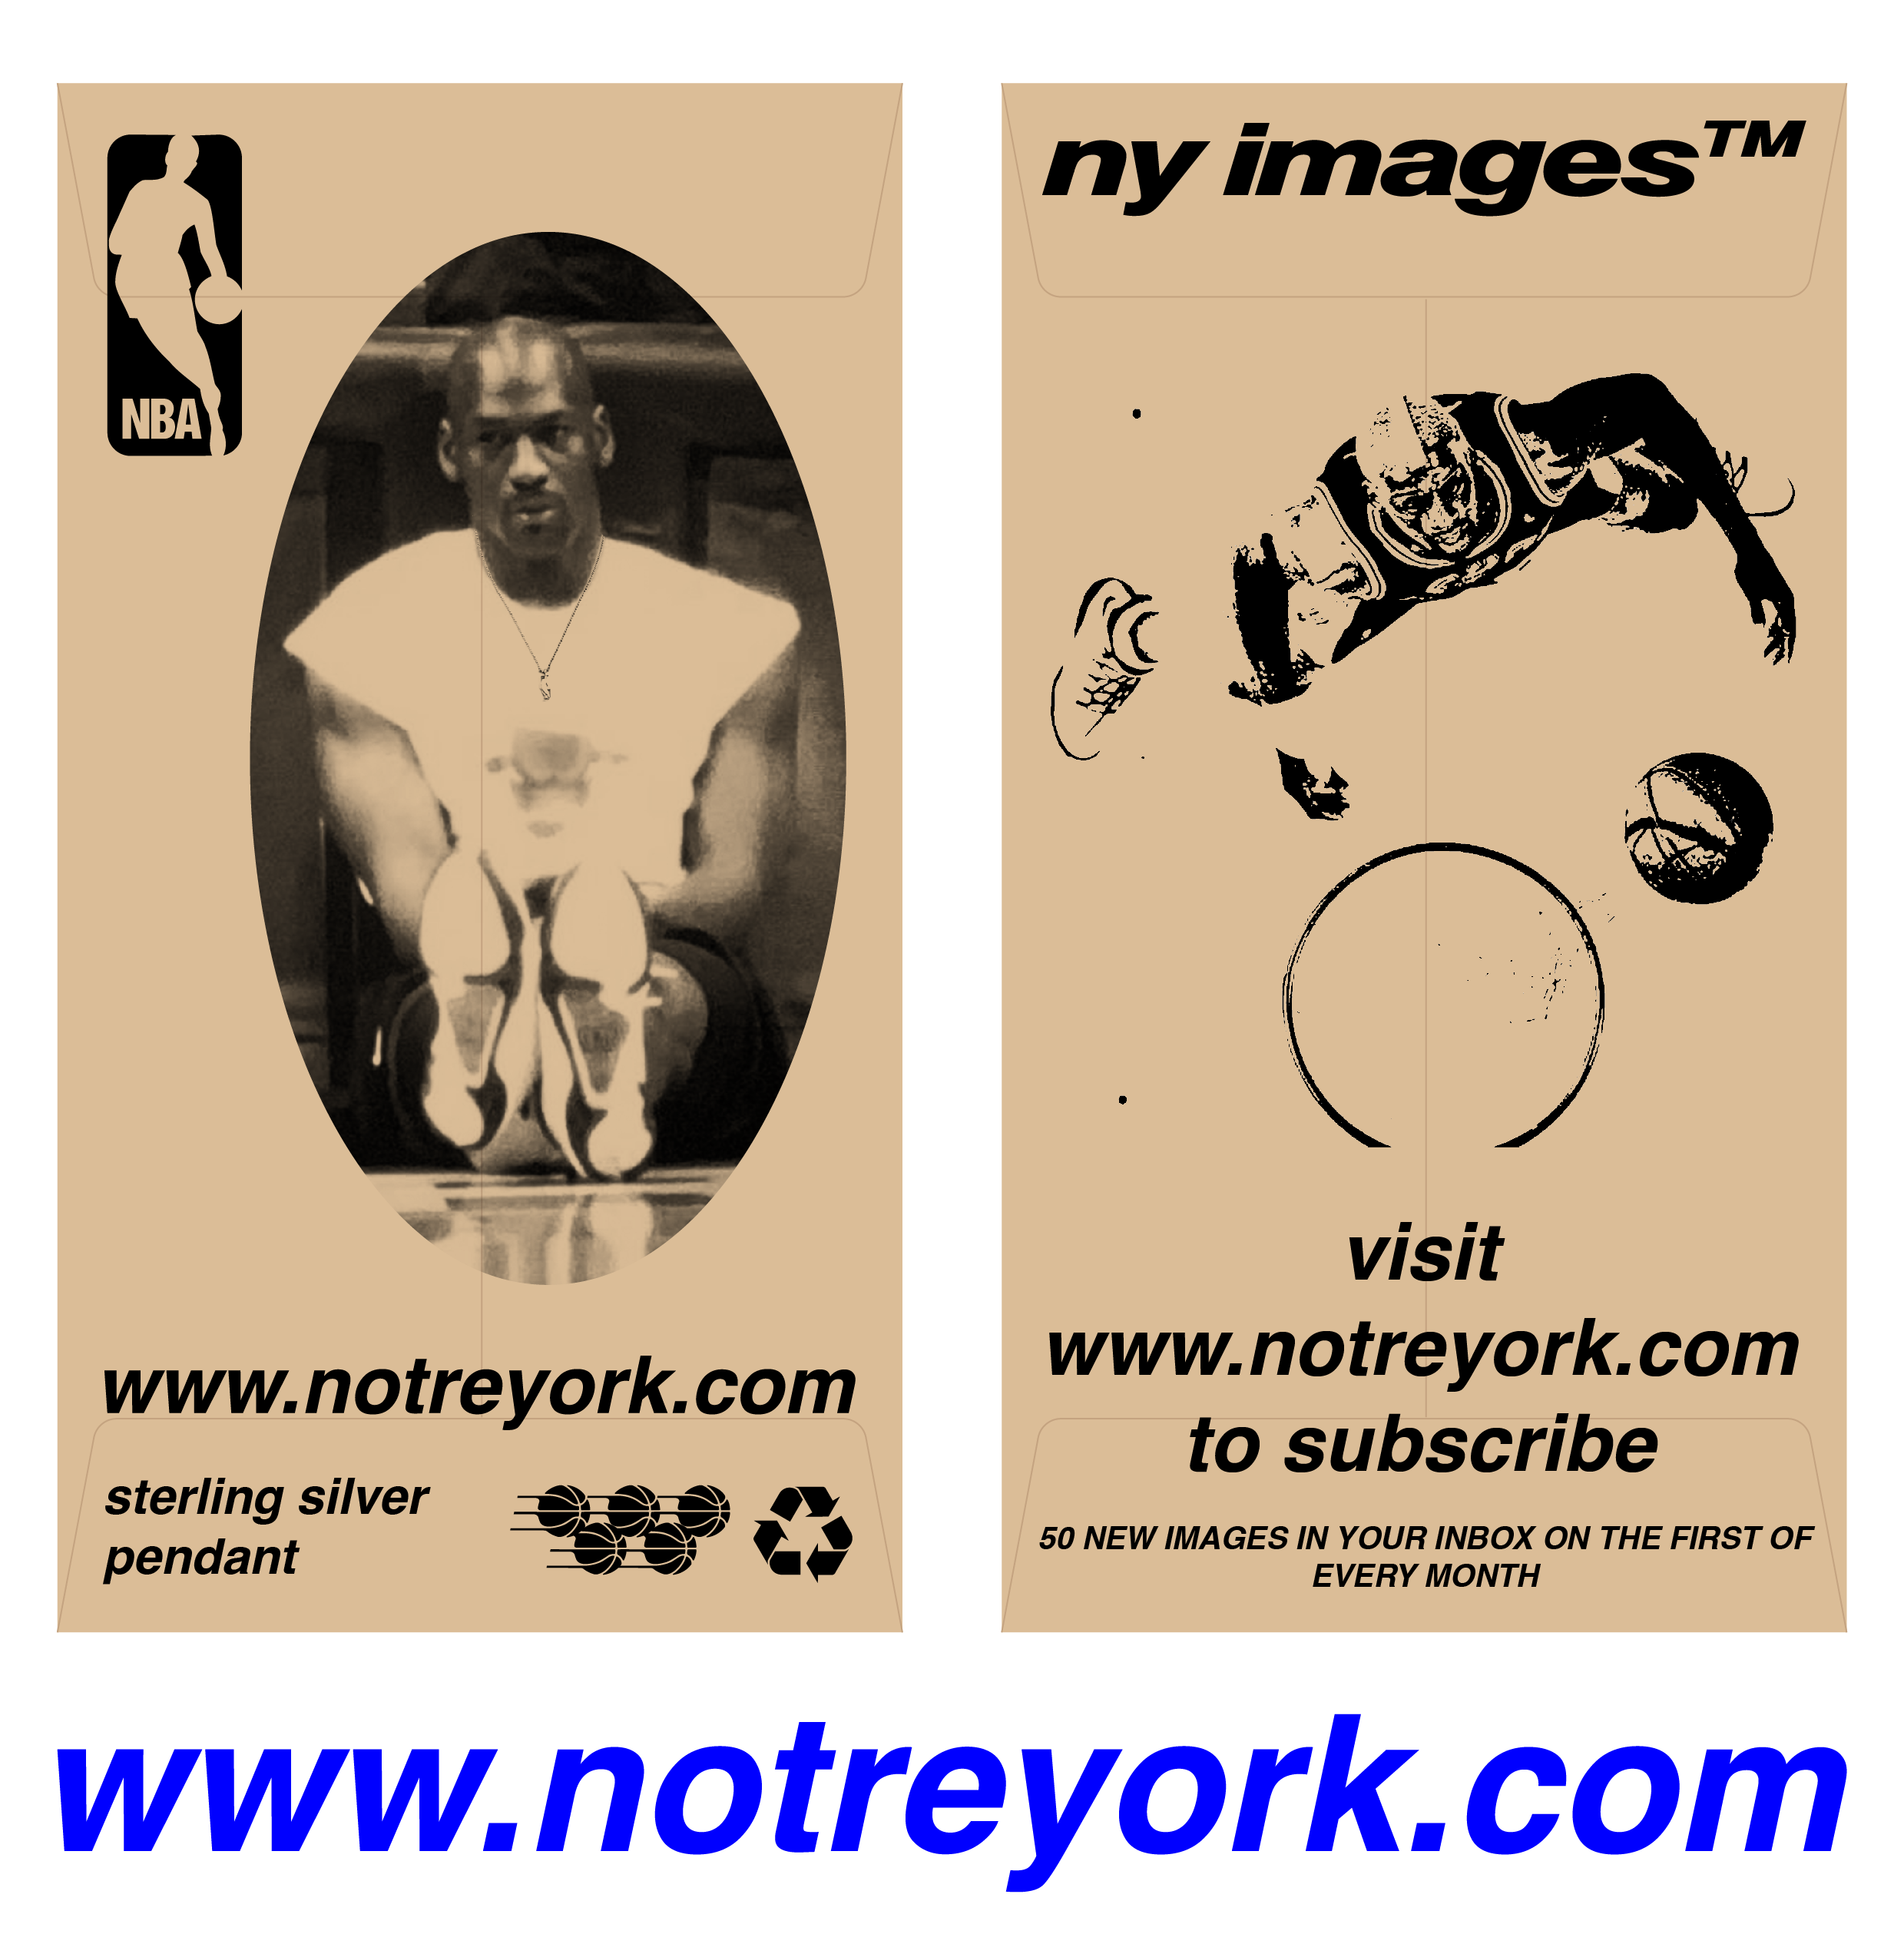 NBA
www.notreyork.com
sterling silver
pendant
ny images™
visit
www.notreyork.com
to subscribe
50 NEW IMAGES IN YOUR INBOX ON THE FIRST OF
EVERY MONTH
www.notreyork.com